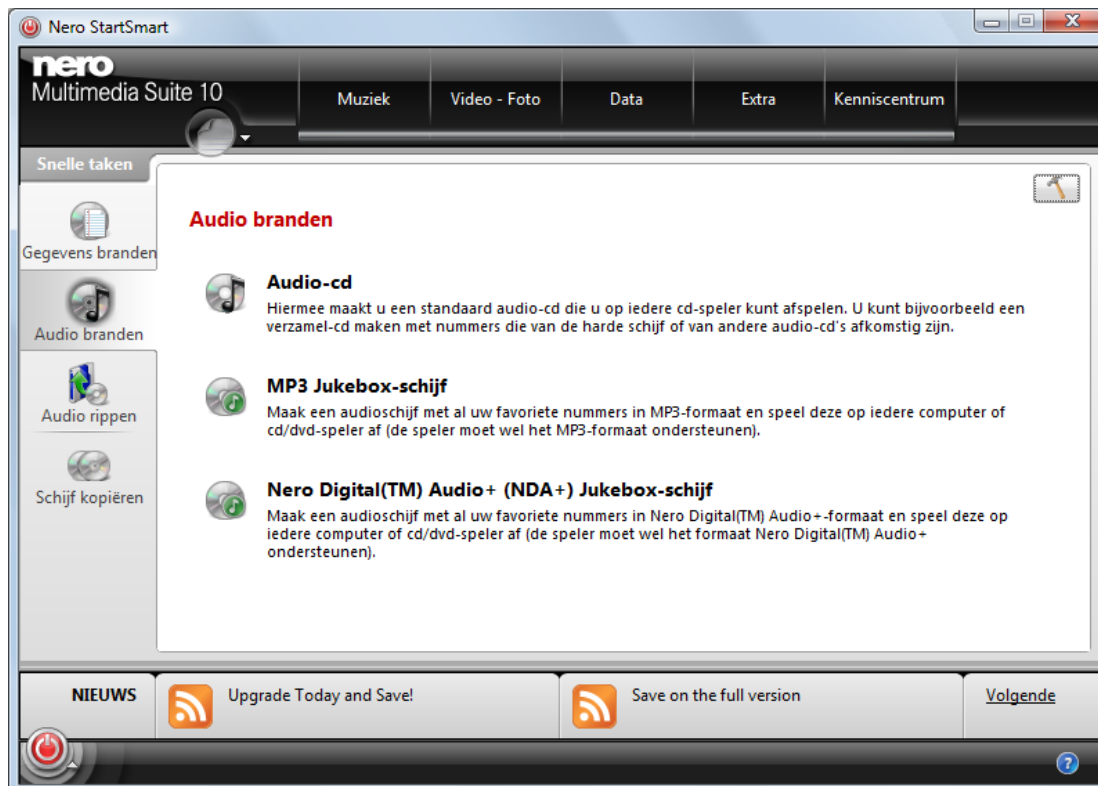 Nero StartSmart
nero
Multimedia Suite 10
Muziek
Video - Foto
Data
Extra
Kenniscentrum
Snelle taken
Gegevens branden
Audio branden
Audio rippen
Schijf kopiëren
Audio branden
Audio-cd
Hiermee maakt u een standaard audio-cd die u op iedere cd-speler kunt afspelen. U kunt bijvoorbeeld een
verzamel-cd maken met nummers die van de harde schijf of van andere audio-cd's afkomstig zijn.
MP3 Jukebox-schijf
Maak een audioschijf met al uw favoriete nummers in MP3-formaat en speel deze op iedere computer of
cd/dvd-speler af (de speler moet wel het MP3-formaat ondersteunen).
Nero Digital(TM) Audio+ (NDA+) Jukebox-schijf
Maak een audioschijf met al uw favoriete nummers in Nero Digital(TM) Audio+-formaat en speel deze op
iedere computer of cd/dvd-speler af (de speler moet wel het formaat Nero Digital(TM) Audio+
ondersteunen).
NIEUWS
Upgrade Today and Save!
Save on the full version
Volgende